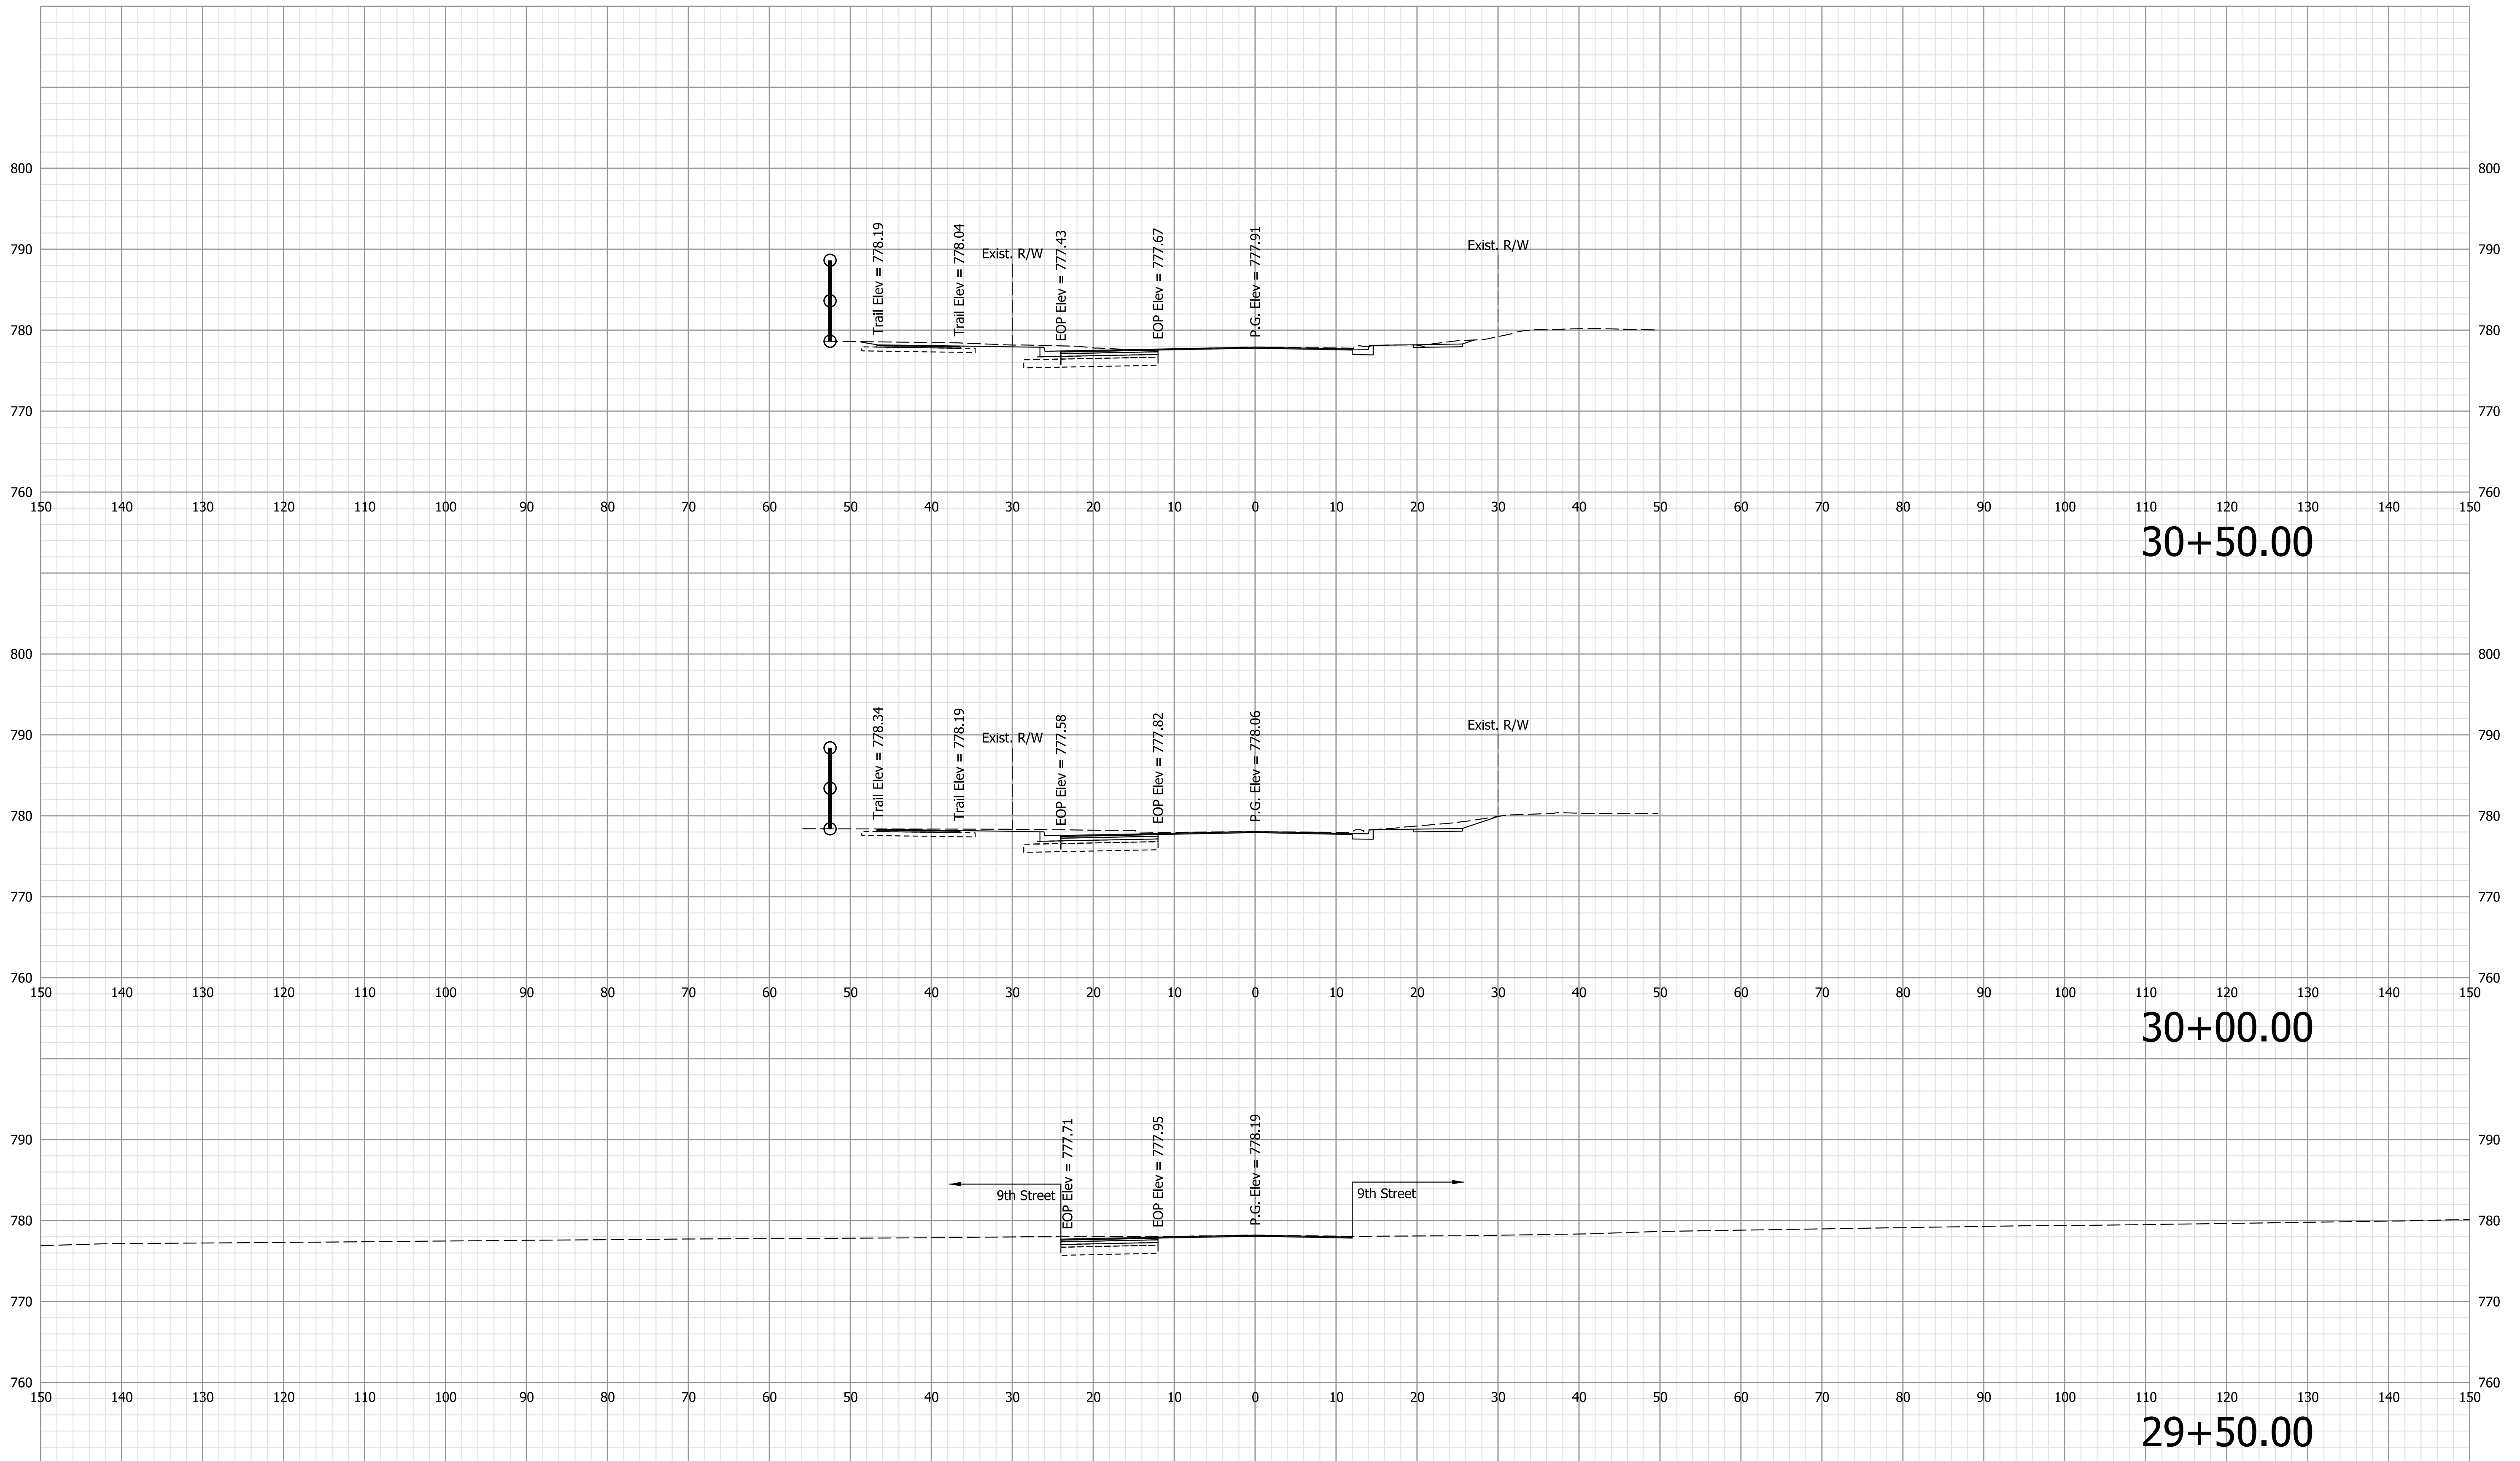 800 800
Trail Elev = 778.19
Trail Elev = 778.04
Exist. R/W
EOP Elev = 777.43
EOP Elev = 777.67
P.G. Elev = 777.91
Exist. R/W
790 790
780 780
770 770
760 760
150 140 130 120 110 100 90 80 70 60 50 40 30 20 10 0 10 20 30 40 50 60 70 80 90 100 110 120 130 140 150
30+50.00
800 800
Trail Elev = 778.34
Trail Elev = 778.19
Exist. R/W
EOP Elev = 777.58
EOP Elev = 777.82
P.G. Elev = 778.06
Exist. R/W
790 790
780 780
770 770
760 760
150 140 130 120 110 100 90 80 70 60 50 40 30 20 10 0 10 20 30 40 50 60 70 80 90 100 110 120 130 140 150
30+00.00
790 790
9th Street
EOP Elev = 777.71
EOP Elev = 777.95
P.G. Elev = 778.19
9th Street
780 780
770 770
760 760
150 140 130 120 110 100 90 80 70 60 50 40 30 20 10 0 10 20 30 40 50 60 70 80 90 100 110 120 130 140 150
29+50.00